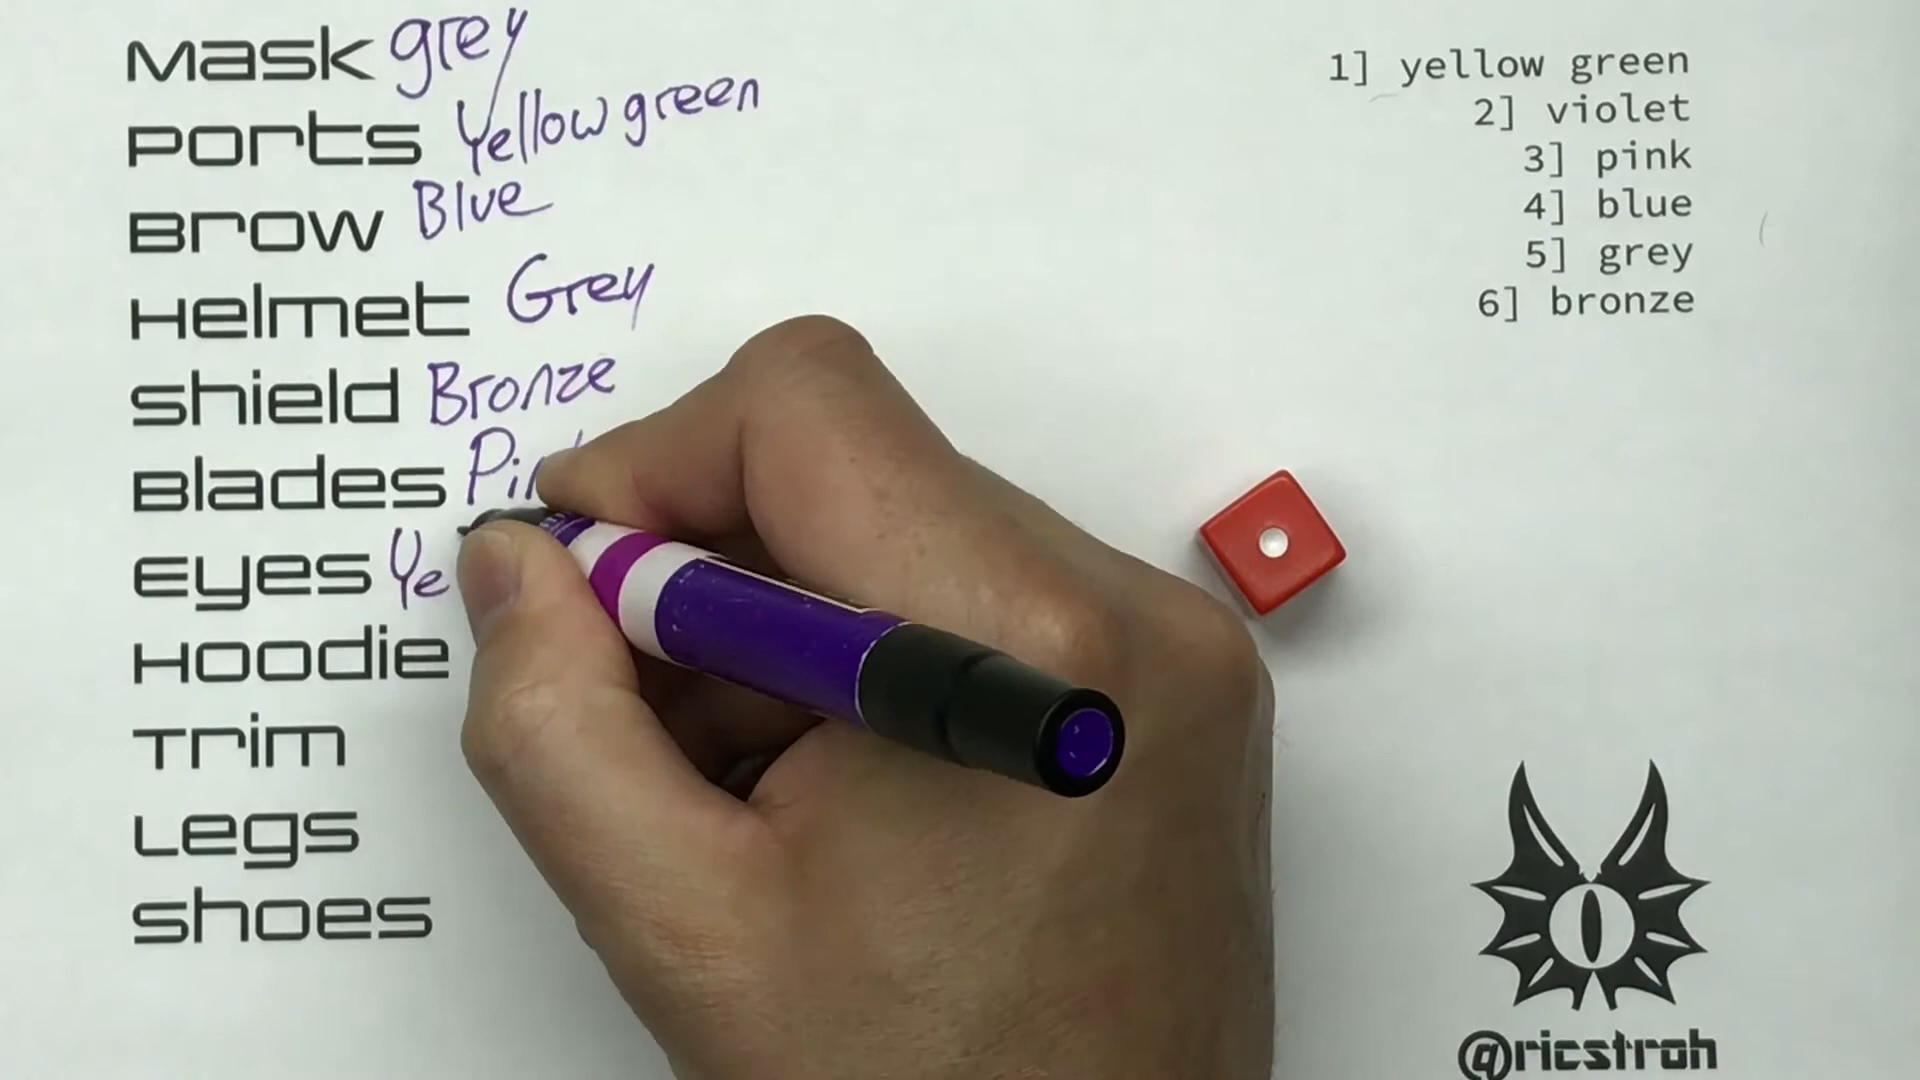 Mask grey
Ports Yellow green
Brow Blue
Helmet Grey
Shield Bronze
Blades
Eyes Ye
Hoodie
Trim
Legs
Shoes
1] yellow green
2] violet
3] pink
4] blue
5] grey
6] bronze
@ricstroh